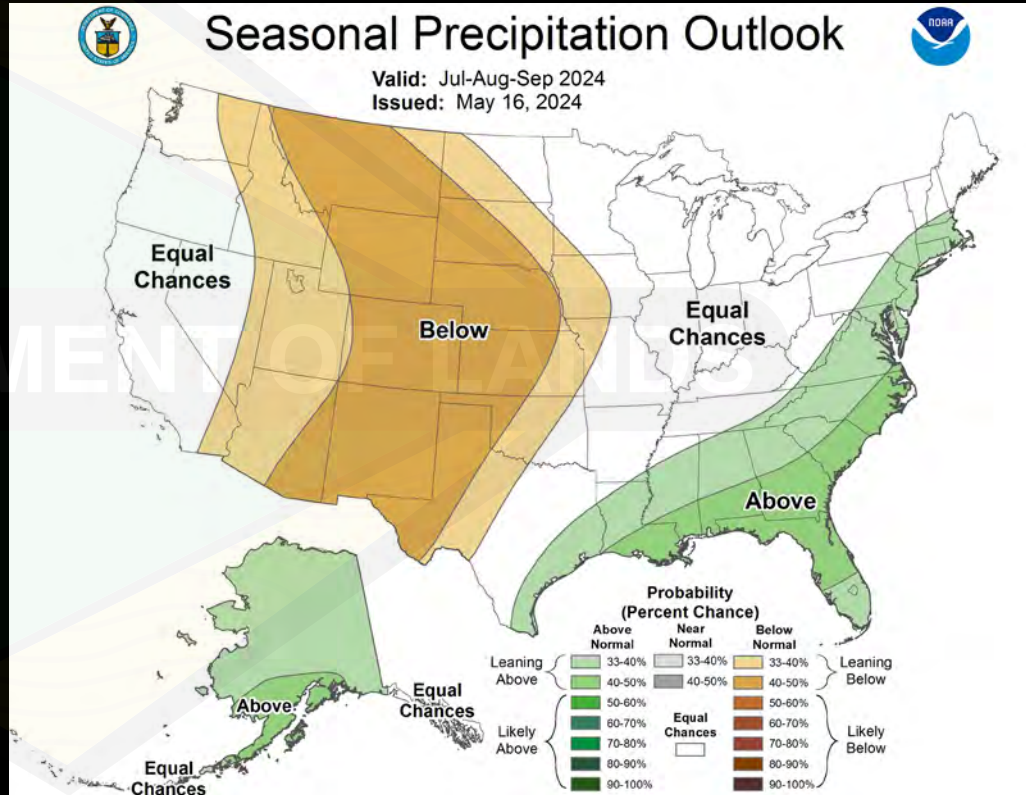 Seasonal Precipitation Outlook
NOAA
Valid: Jul-Aug-Sep 2024
Issued: May 16, 2024
Equal
Chances
Below
Equal
Chances
MENT OF LANDS
Above
Above
Equal
Chances
Equal
Chances
Probability
(Percent Chance)
Above
Normal
Near
Normal
Below
Normal
Leaning
Above
33-40%
40-50%
50-60%
60-70%
70-80%
80-90%
90-100%
Likely
Above
33-40%
40-50%
Equal
Chances
33-40%
40-50%
50-60%
60-70%
70-80%
80-90%
90-100%
Leaning
Below
Likely
Below